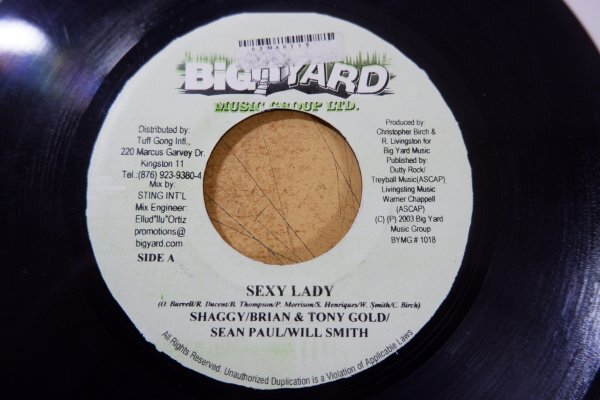 BIG YARD
MUSIC GROUP LTD.
Distributed by:
Tuff Gong Intl.,
220 Marcus Garvey Dr.
Kingston 11
Tel.:(876) 923-9380-4
Mix by:
STING INT'L
Mix Engineer:
Ellud"Ilu"Ortiz
promotions@
bigyard.com
SIDE A
Produced by:
Christopher Birch &
R. Livingston for
Big Yard Music
Published by:
Dutty Rock/
Treyball Music(ASCAP)
Livingsting Music
Warner Chappell
(ASCAP)
(C) (P) 2003 Big Yard
Music Group
BYMG # 1018
SEXY LADY
(O. Burrell/R. Ducent/B. Thompson/P. Morrison/S. Henriques/W. Smith/C. Birch)
SHAGGY/BRIAN & TONY GOLD/
SEAN PAUL/WILL SMITH
All Rights Reserved. Unauthorized Duplication is a Violation of Applicable Laws